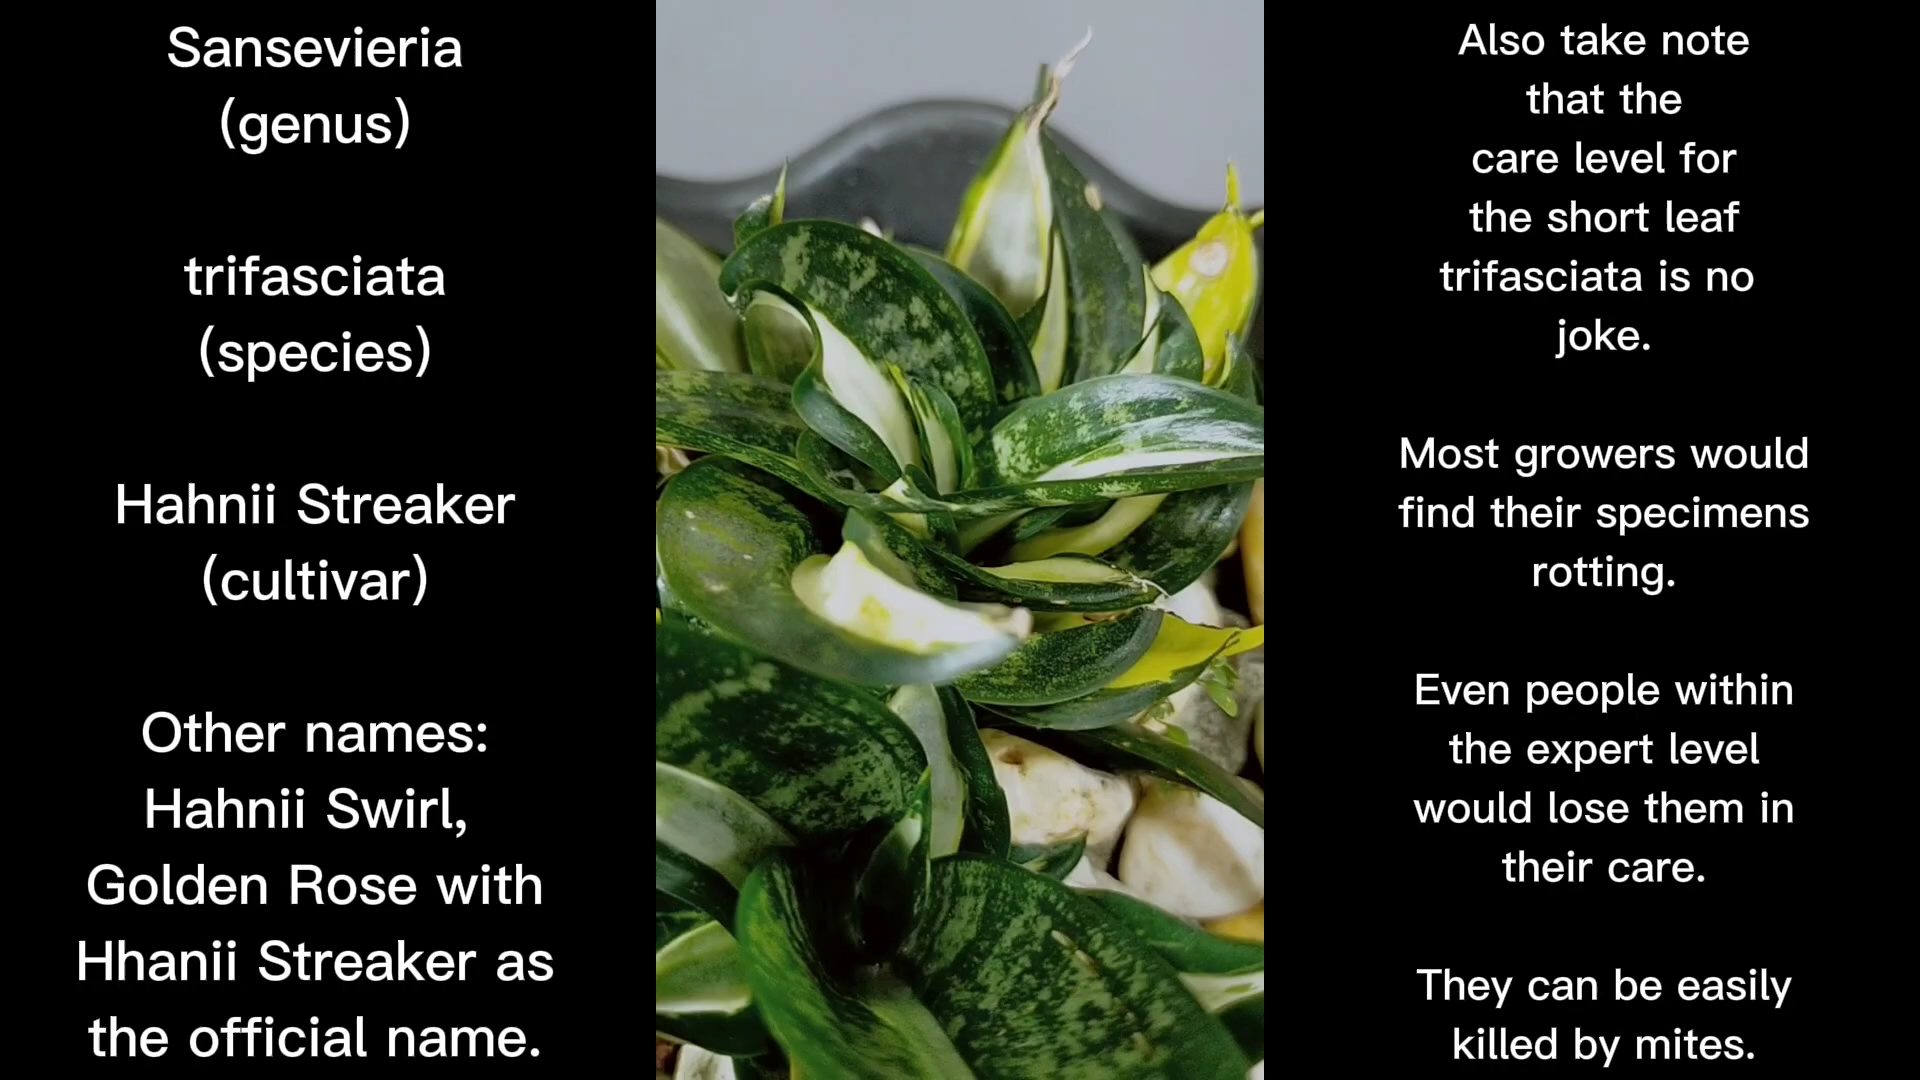 Sansevieria
(genus)
trifasciata
(species)
Hahnii Streaker
(cultivar)
Other names:
Hahnii Swirl,
Golden Rose with
Hhanii Streaker as
the official name.
Also take note
that the
care level for
the short leaf
trifasciata is no
joke.
Most growers would
find their specimens
rotting.
Even people within
the expert level
would lose them in
their care.
They can be easily
killed by mites.